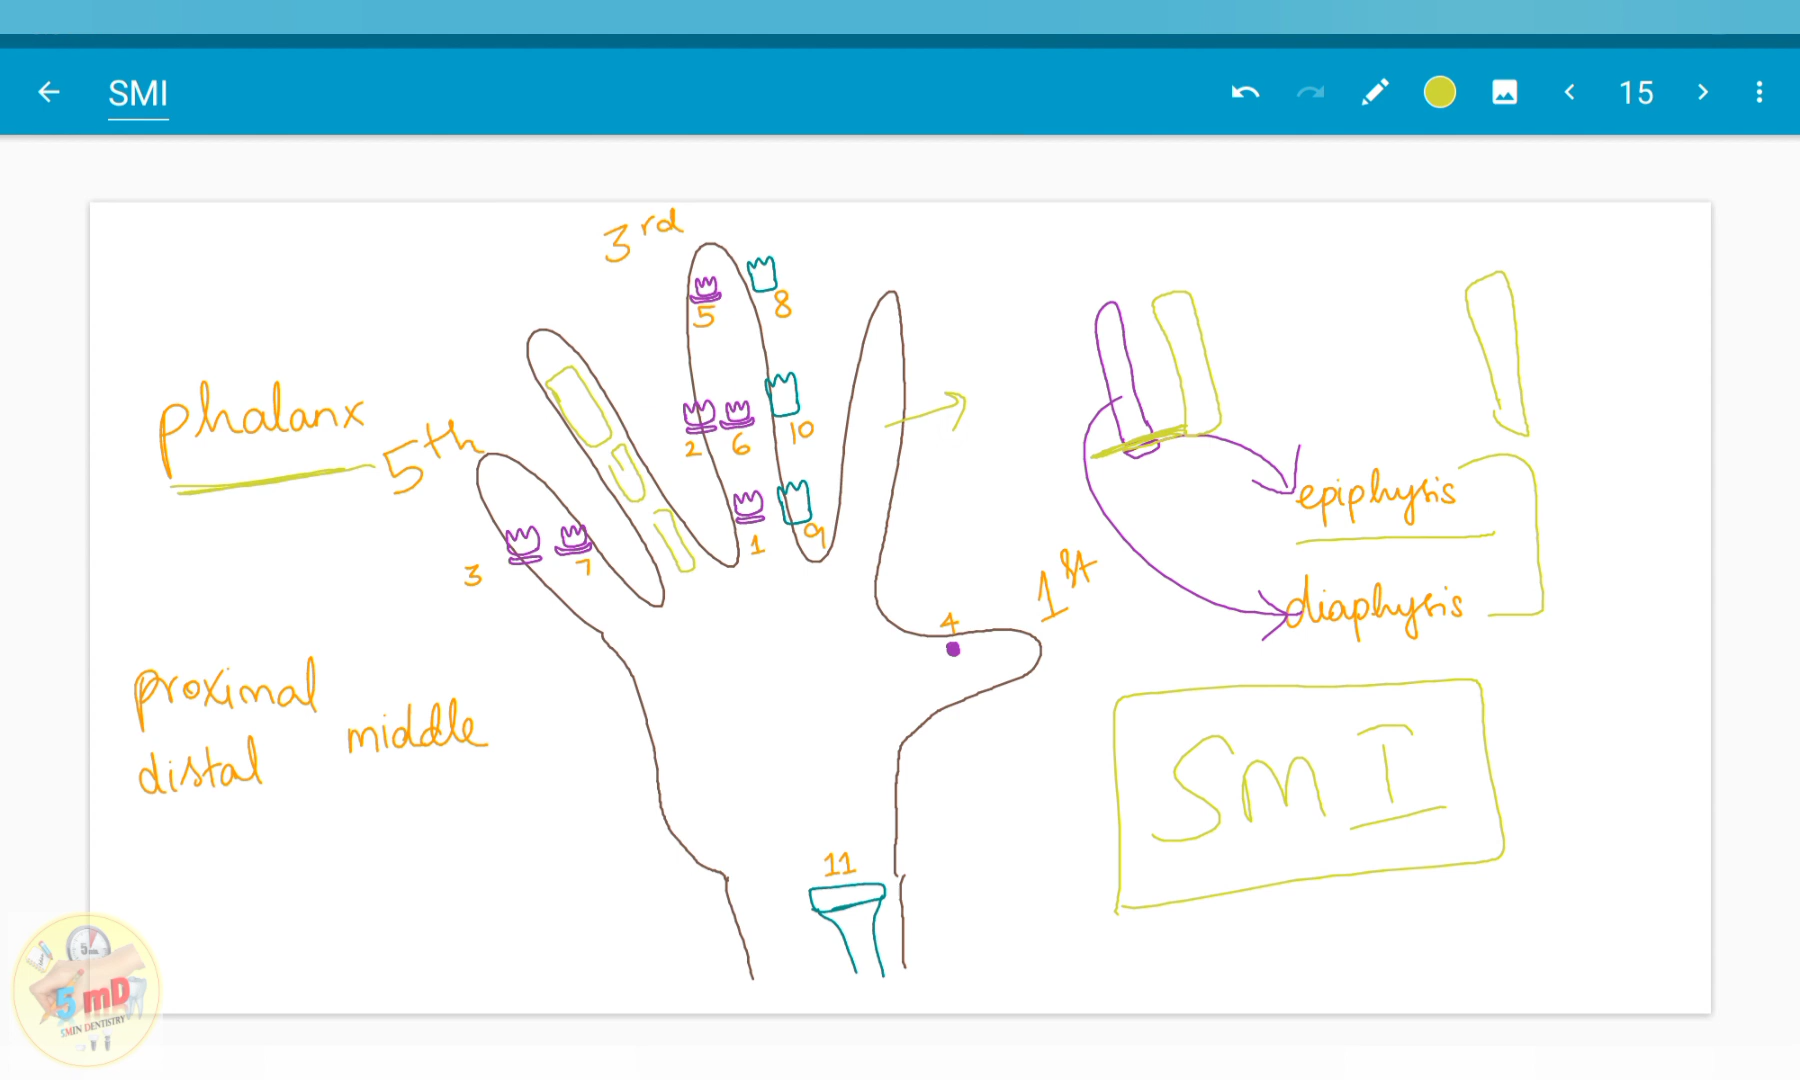 SMI
15
3rd
5
8
phalanx
5th
2
6
10
epiphysis
1
9
3
7
1st
4
diaphysis
proximal
middle
distal
SMI
11
5 mD
5MIN DENTISTRY